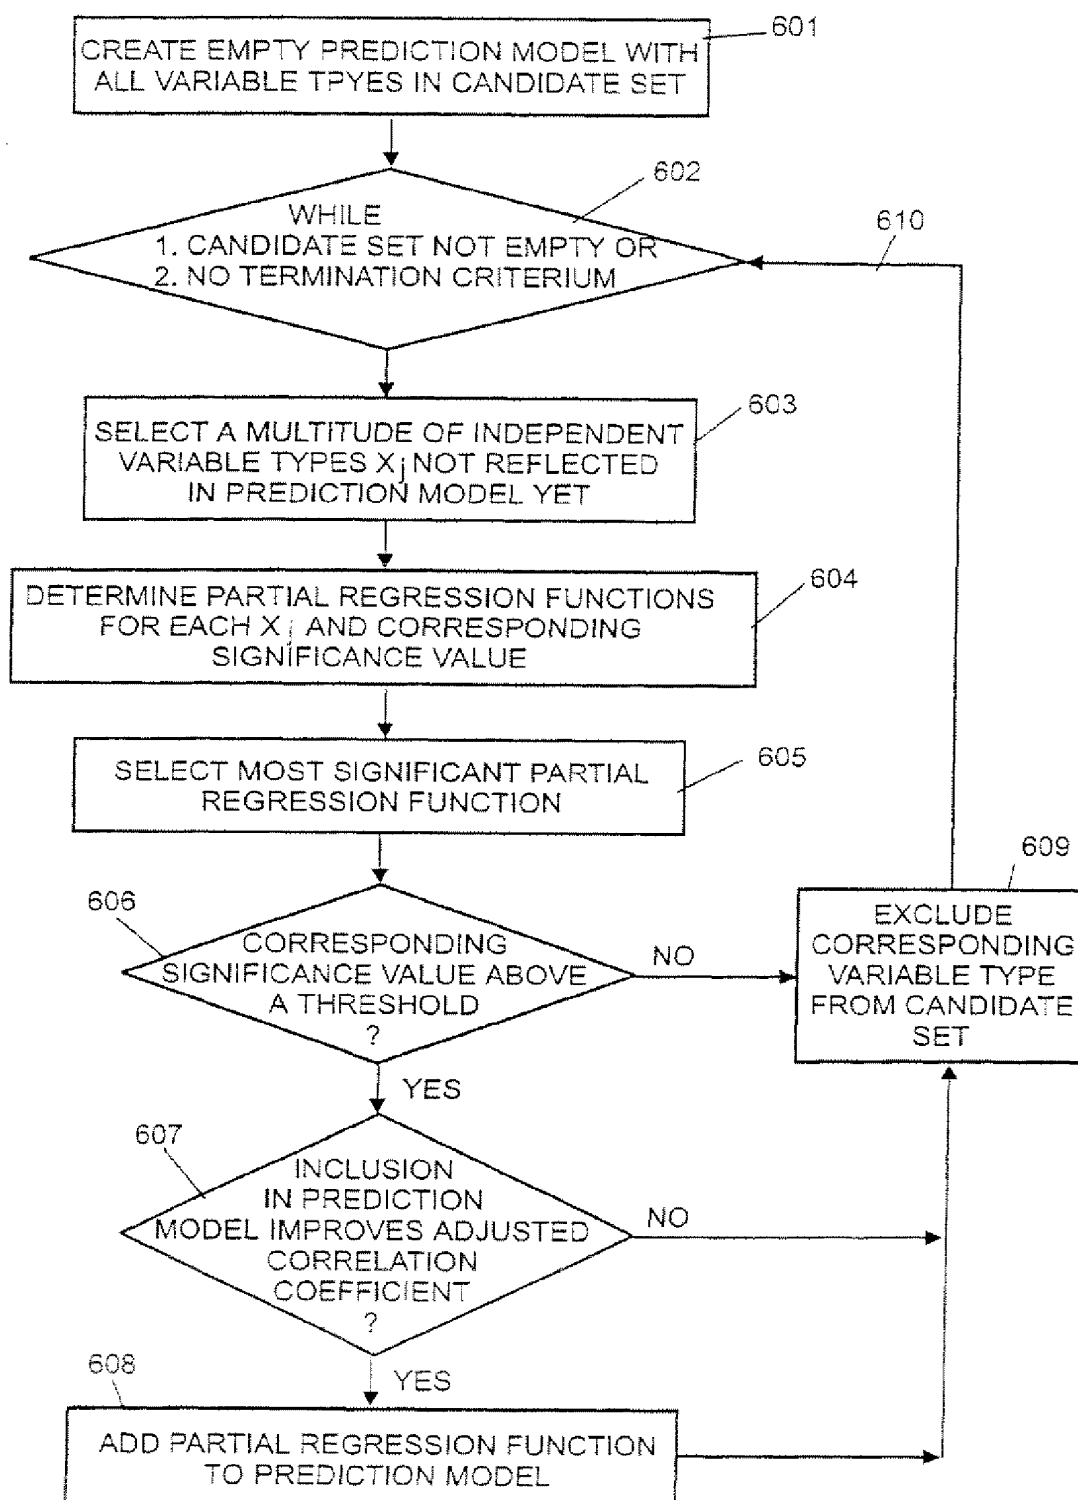 601
CREATE EMPTY PREDICTION MODEL WITH
ALL VARIABLE TPYES IN CANDIDATE SET
602
WHILE
1. CANDIDATE SET NOT EMPTY OR
2. NO TERMINATION CRITERIUM
610
603
SELECT A MULTITUDE OF INDEPENDENT
VARIABLE TYPES Xj NOT REFLECTED
IN PREDICTION MODEL YET
604
DETERMINE PARTIAL REGRESSION FUNCTIONS
FOR EACH Xj AND CORRESPONDING
SIGNIFICANCE VALUE
605
SELECT MOST SIGNIFICANT PARTIAL
REGRESSION FUNCTION
606
CORRESPONDING
SIGNIFICANCE VALUE ABOVE
A THRESHOLD
?
NO
YES
609
EXCLUDE
CORRESPONDING
VARIABLE TYPE
FROM CANDIDATE
SET
607
INCLUSION
IN PREDICTION
MODEL IMPROVES ADJUSTED
CORRELATION
COEFFICIENT
?
NO
YES
608
ADD PARTIAL REGRESSION FUNCTION
TO PREDICTION MODEL